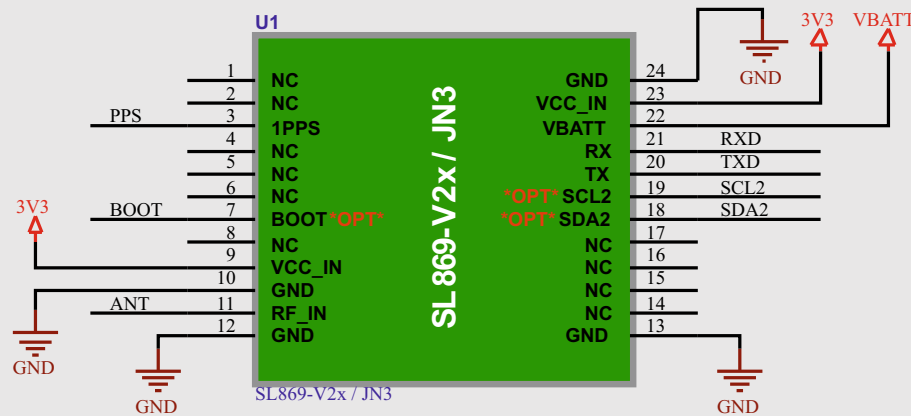 U1
3V3
VBATT
GND
1
NC
GND
24
2
NC
VCC_IN
23
PPS
3
1PPS
VBATT
22
4
NC
RX
21
RXD
5
NC
TX
20
TXD
6
NC
*OPT* SCL2
19
SCL2
3V3
BOOT
7
BOOT *OPT*
*OPT* SDA2
18
SDA2
8
NC
NC
17
9
VCC_IN
NC
16
10
GND
NC
15
ANT
11
RF_IN
NC
14
12
GND
GND
13
SL869-V2x / JN3
GND
GND
GND
SL869-V2x / JN3